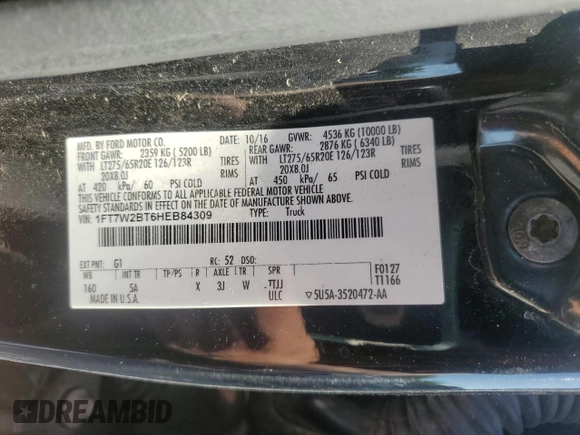 MFD. BY FORD MOTOR CO. DATE: 10/16 GVWR: 4536 KG (10000 LB)
FRONT GAWR: 2359 KG (5200 LB) REAR GAWR: 2876 KG (6340 LB)
WITH LT275/65R20E 126/123R TIRES WITH LT275/65R20E 126/123R TIRES
20X8.0J RIMS 20X8.0J RIMS
AT 420 kPa/ 60 PSI COLD AT 450 kPa/ 65 PSI COLD
THIS VEHICLE CONFORMS TO ALL APPLICABLE FEDERAL MOTOR VEHICLE
SAFETY STANDARDS IN EFFECT ON THE DATE OF MANUFACTURE SHOWN ABOVE.
VIN: 1FT7W2BT6HEB84309 TYPE: Truck
EXT PNT: G1 RC: 52 DSO: F0127
WB INT TR TP/PS R AXLE TR SPR T1166
160 5A X 3J W TTJJ
MADE IN U.S.A. ULC 5U5A-3520472-AA
DREAMBID